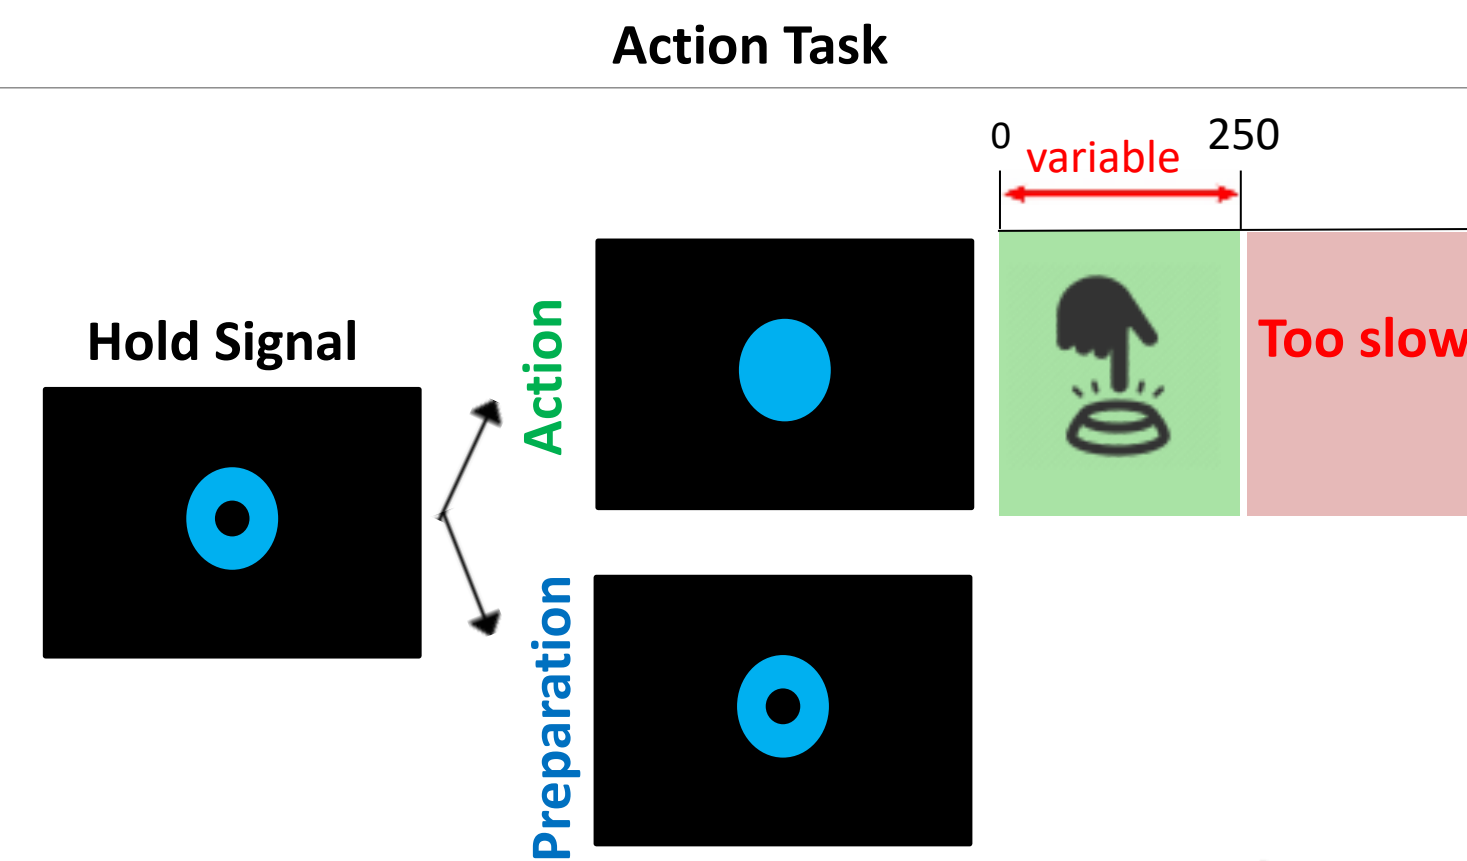 Action Task
0
250
variable
Hold Signal
Action
Too slow
Preparation